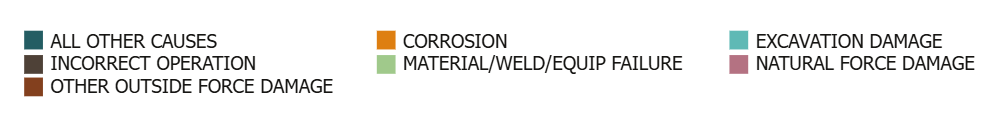 ALL OTHER CAUSES
INCORRECT OPERATION
OTHER OUTSIDE FORCE DAMAGE
CORROSION
MATERIAL/WELD/EQUIP FAILURE
EXCAVATION DAMAGE
NATURAL FORCE DAMAGE